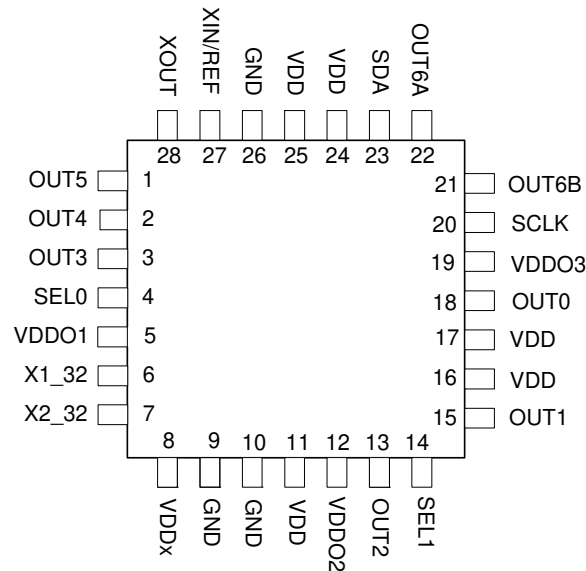 XOUT
XIN/REF
GND
VDD
VDD
SDA
OUT6A
28 27 26 25 24 23 22
OUT5 1
OUT4 2
OUT3 3
SEL0 4
VDDO1 5
X1_32 6
X2_32 7
21 OUT6B
20 SCLK
19 VDDO3
18 OUT0
17 VDD
16 VDD
15 OUT1
8 9 10 11 12 13 14
VDDx
GND
GND
VDD
VDDO2
OUT2
SEL1